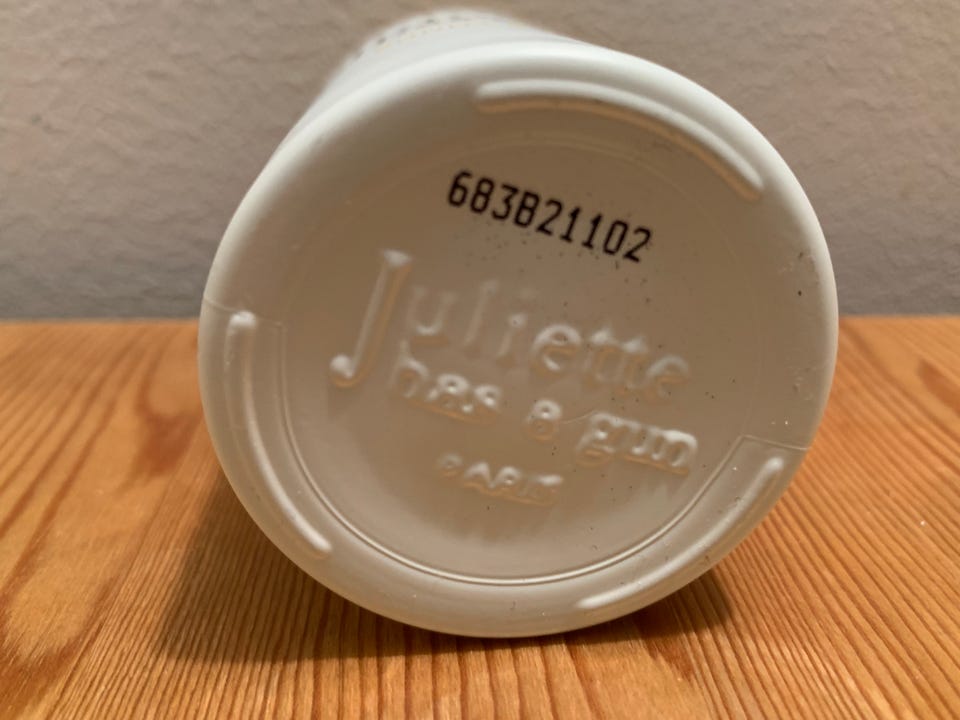 683B21102
Juliette
has a gun
PARIS